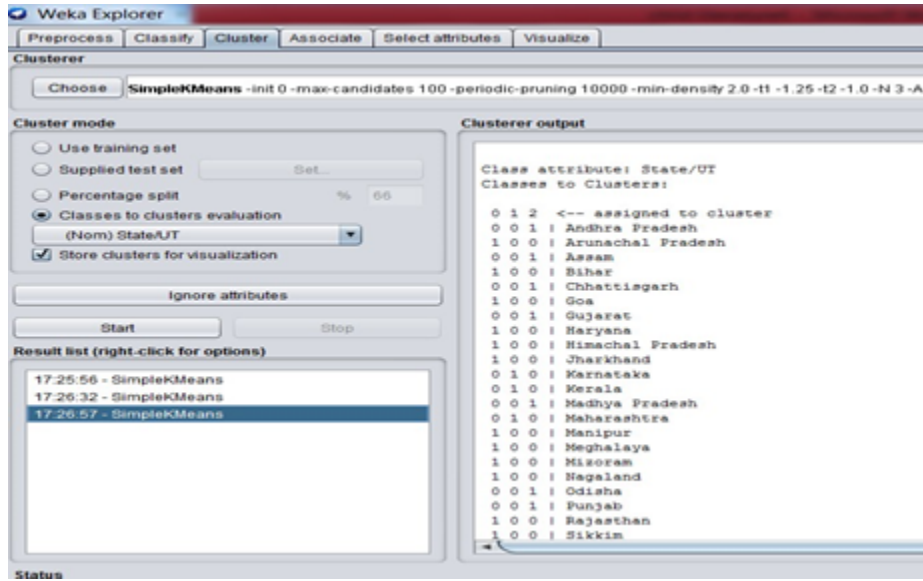 Weka Explorer
Preprocess Classify Cluster Associate Select attributes Visualize
Clusterer
Choose SimpleKMeans -init 0 -max-candidates 100 -periodic-pruning 10000 -min-density 2.0 -t1 -1.25 -t2 -1.0 -N 3 -A
Cluster mode
Use training set
Supplied test set Set...
Percentage split % 66
Classes to clusters evaluation
(Nom) State/UT
Store clusters for visualization
Ignore attributes
Start Stop
Result list (right-click for options)
17:25:56 - SimpleKMeans
17:26:32 - SimpleKMeans
17:26:57 - SimpleKMeans
Clusterer output
Class attribute: State/UT
Classes to Clusters:
0 1 2 <-- assigned to cluster
0 0 1 | Andhra Pradesh
1 0 0 | Arunachal Pradesh
0 0 1 | Assam
1 0 0 | Bihar
0 0 1 | Chhattisgarh
1 0 0 | Goa
0 0 1 | Gujarat
1 0 0 | Haryana
1 0 0 | Himachal Pradesh
1 0 0 | Jharkhand
0 1 0 | Karnataka
0 1 0 | Kerala
0 0 1 | Madhya Pradesh
0 1 0 | Maharashtra
1 0 0 | Manipur
1 0 0 | Meghalaya
1 0 0 | Mizoram
1 0 0 | Nagaland
0 0 1 | Odisha
0 0 1 | Punjab
1 0 0 | Rajasthan
1 0 0 | Sikkim
Status